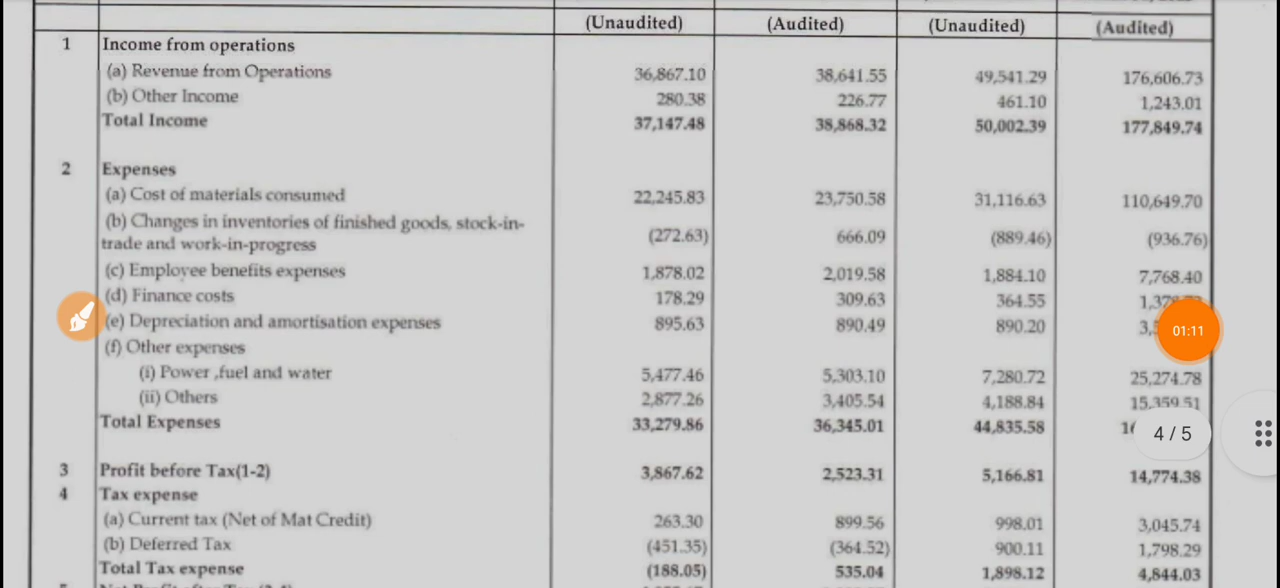 (Unaudited) (Audited) (Unaudited) (Audited)
1 Income from operations
(a) Revenue from Operations 36,867.10 38,641.55 49,541.29 176,606.73
(b) Other Income 280.38 226.77 461.10 1,243.01
Total Income 37,147.48 38,868.32 50,002.39 177,849.74
2 Expenses
(a) Cost of materials consumed 22,245.83 23,750.58 31,116.63 110,649.70
(b) Changes in inventories of finished goods, stock-in-
trade and work-in-progress (272.63) 666.09 (889.46) (936.76)
(c) Employee benefits expenses 1,878.02 2,019.58 1,884.10 7,768.40
(d) Finance costs 178.29 309.63 364.55
(e) Depreciation and amortisation expenses 895.63 890.49 890.20
01:11
(f) Other expenses
(i) Power ,fuel and water 5,477.46 5,303.10 7,280.72 25,274.78
(ii) Others 2,877.26 3,405.54 4,188.84 15,359.51
Total Expenses 33,279.86 36,345.01 44,835.58
4 / 5
3 Profit before Tax(1-2) 3,867.62 2,523.31 5,166.81 14,774.38
4 Tax expense
(a) Current tax (Net of Mat Credit) 263.30 899.56 998.01 3,045.74
(b) Deferred Tax (451.35) (364.52) 900.11 1,798.29
Total Tax expense (188.05) 535.04 1,898.12 4,844.03